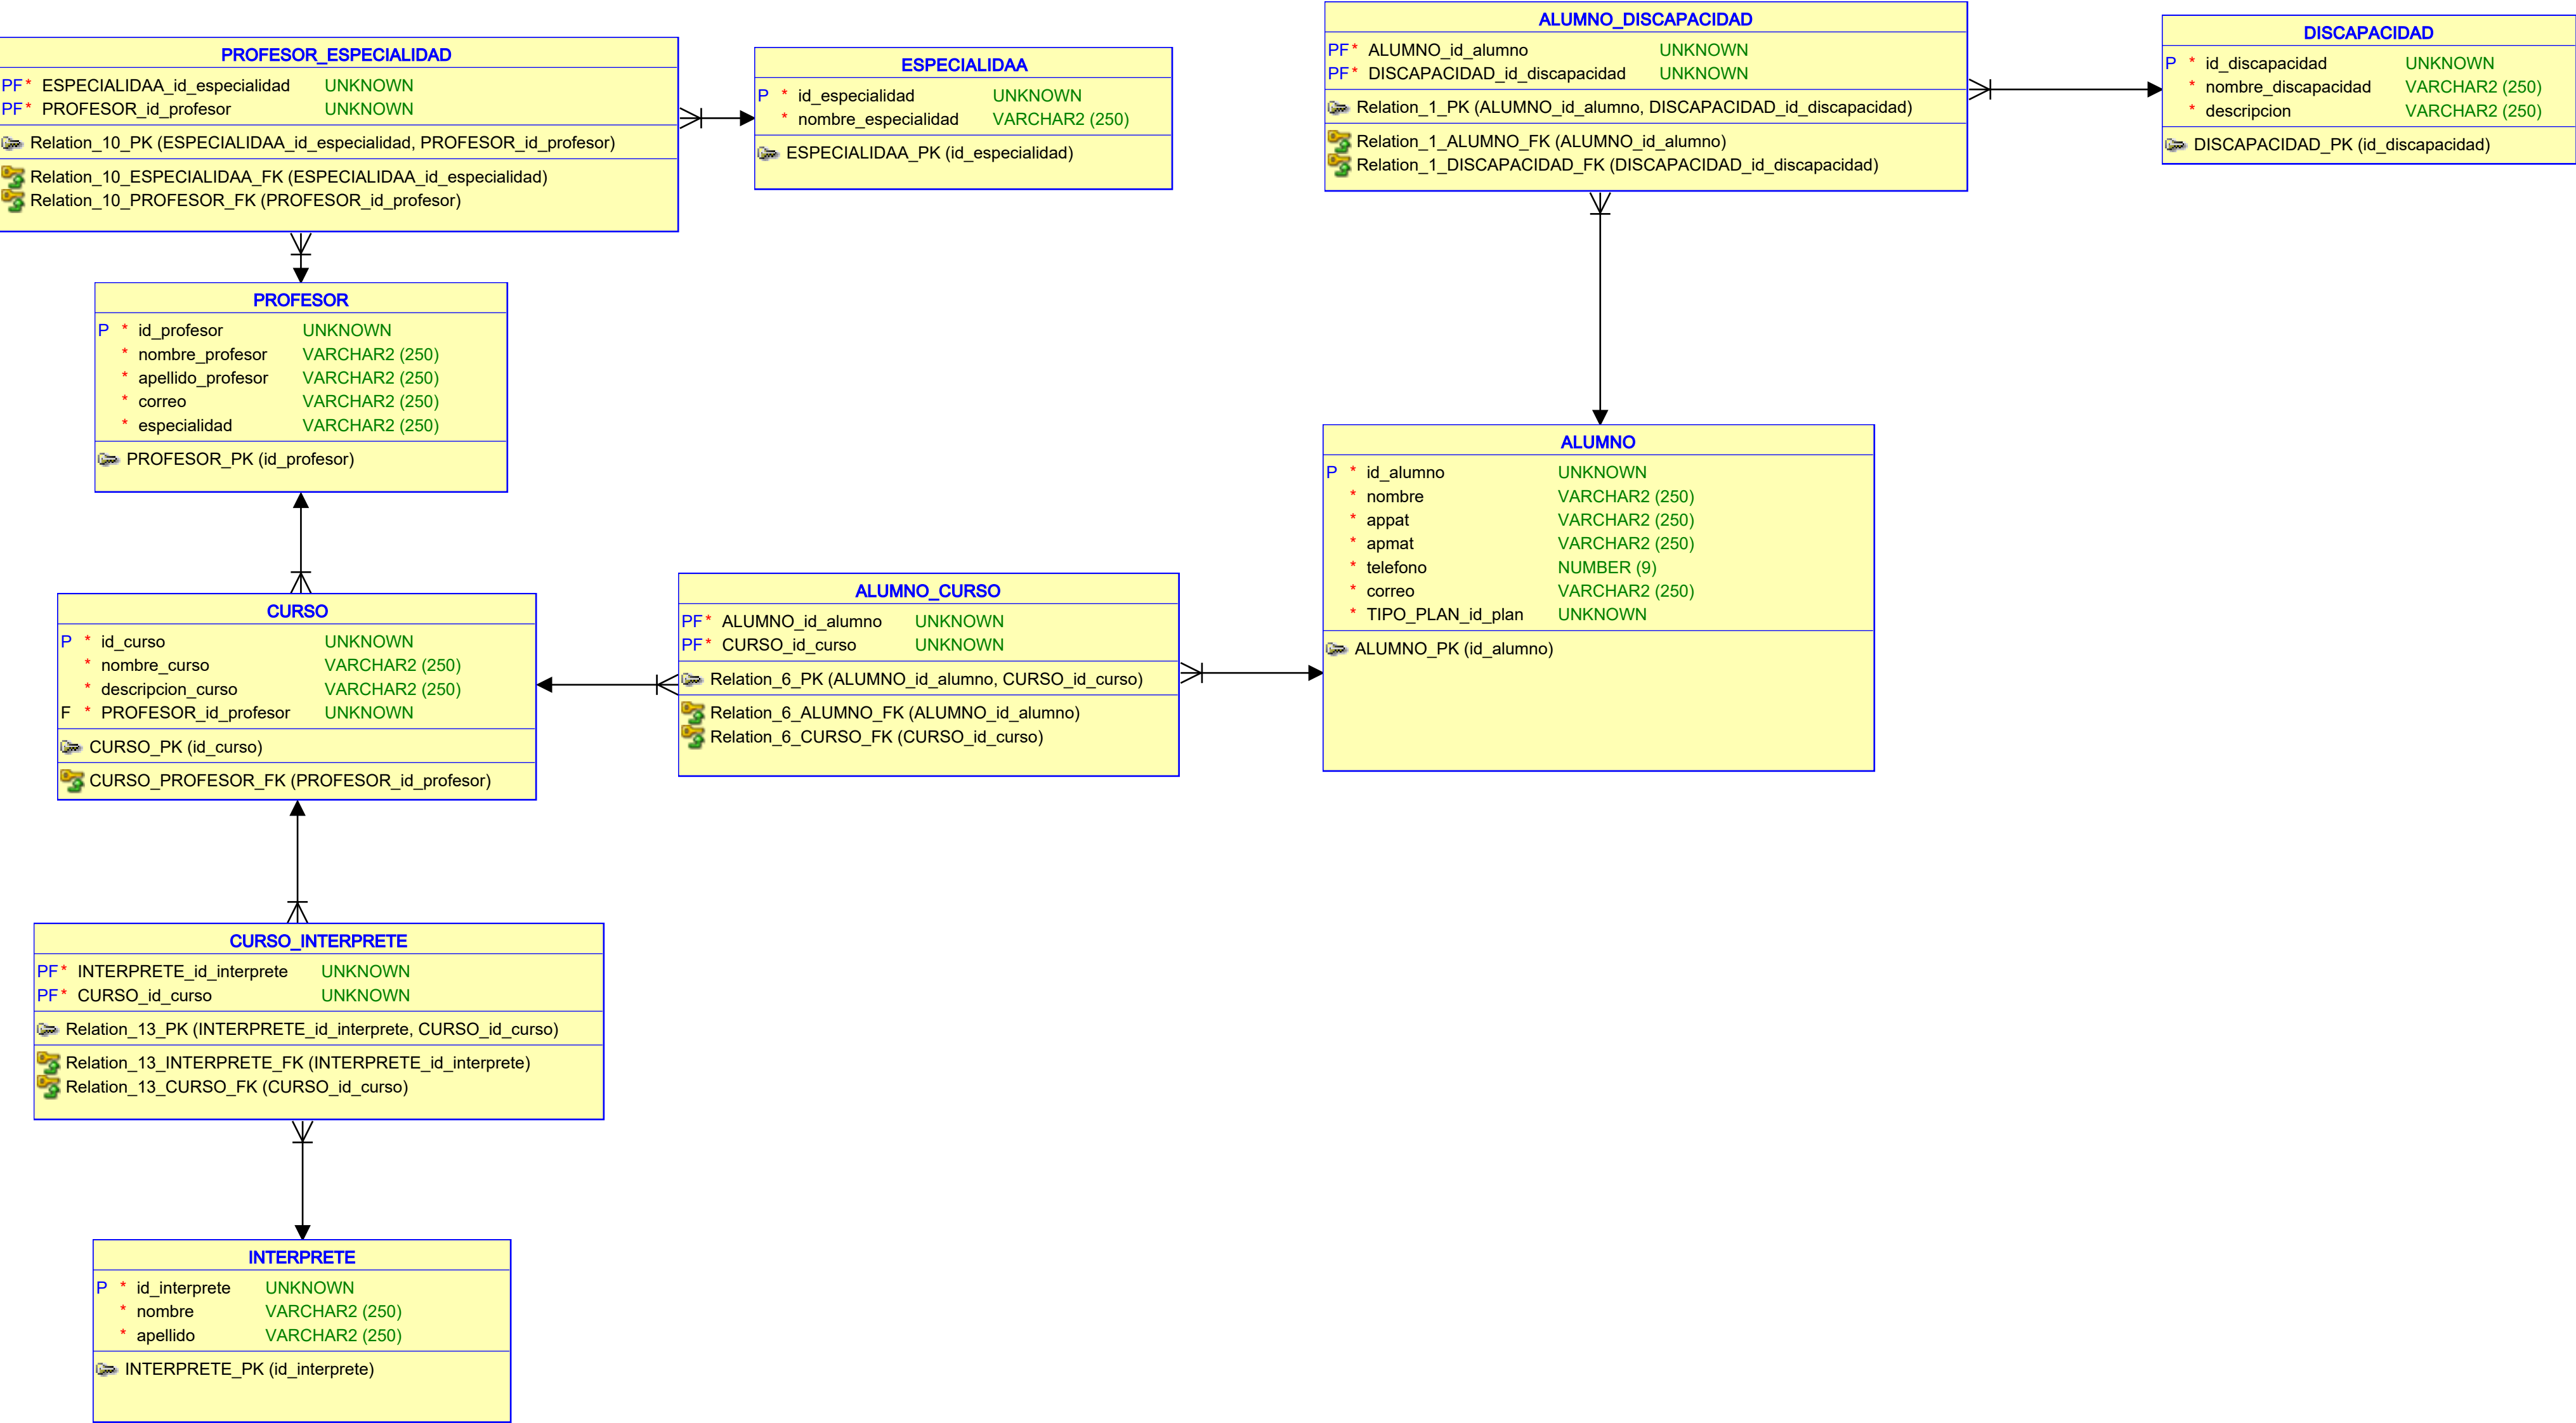 PROFESOR_ESPECIALIDAD
PF* ESPECIALIDAA_id_especialidad UNKNOWN
PF* PROFESOR_id_profesor UNKNOWN
Relation_10_PK (ESPECIALIDAA_id_especialidad, PROFESOR_id_profesor)
Relation_10_ESPECIALIDAA_FK (ESPECIALIDAA_id_especialidad)
Relation_10_PROFESOR_FK (PROFESOR_id_profesor)
ESPECIALIDAA
P * id_especialidad UNKNOWN
* nombre_especialidad VARCHAR2 (250)
ESPECIALIDAA_PK (id_especialidad)
ALUMNO_DISCAPACIDAD
PF* ALUMNO_id_alumno UNKNOWN
PF* DISCAPACIDAD_id_discapacidad UNKNOWN
Relation_1_PK (ALUMNO_id_alumno, DISCAPACIDAD_id_discapacidad)
Relation_1_ALUMNO_FK (ALUMNO_id_alumno)
Relation_1_DISCAPACIDAD_FK (DISCAPACIDAD_id_discapacidad)
DISCAPACIDAD
P * id_discapacidad UNKNOWN
* nombre_discapacidad VARCHAR2 (250)
* descripcion VARCHAR2 (250)
DISCAPACIDAD_PK (id_discapacidad)
PROFESOR
P * id_profesor UNKNOWN
* nombre_profesor VARCHAR2 (250)
* apellido_profesor VARCHAR2 (250)
* correo VARCHAR2 (250)
* especialidad VARCHAR2 (250)
PROFESOR_PK (id_profesor)
ALUMNO
P * id_alumno UNKNOWN
* nombre VARCHAR2 (250)
* appat VARCHAR2 (250)
* apmat VARCHAR2 (250)
* telefono NUMBER (9)
* correo VARCHAR2 (250)
* TIPO_PLAN_id_plan UNKNOWN
ALUMNO_PK (id_alumno)
CURSO
P * id_curso UNKNOWN
* nombre_curso VARCHAR2 (250)
* descripcion_curso VARCHAR2 (250)
F * PROFESOR_id_profesor UNKNOWN
CURSO_PK (id_curso)
CURSO_PROFESOR_FK (PROFESOR_id_profesor)
ALUMNO_CURSO
PF* ALUMNO_id_alumno UNKNOWN
PF* CURSO_id_curso UNKNOWN
Relation_6_PK (ALUMNO_id_alumno, CURSO_id_curso)
Relation_6_ALUMNO_FK (ALUMNO_id_alumno)
Relation_6_CURSO_FK (CURSO_id_curso)
CURSO_INTERPRETE
PF* INTERPRETE_id_interprete UNKNOWN
PF* CURSO_id_curso UNKNOWN
Relation_13_PK (INTERPRETE_id_interprete, CURSO_id_curso)
Relation_13_INTERPRETE_FK (INTERPRETE_id_interprete)
Relation_13_CURSO_FK (CURSO_id_curso)
INTERPRETE
P * id_interprete UNKNOWN
* nombre VARCHAR2 (250)
* apellido VARCHAR2 (250)
INTERPRETE_PK (id_interprete)